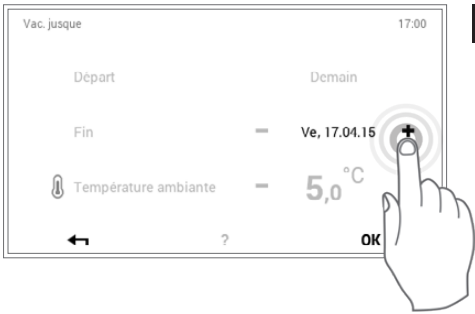 Vac. jusque 17:00
Départ Demain
Fin − Ve, 17.04.15 +
Température ambiante − 5,0 °C
? OK